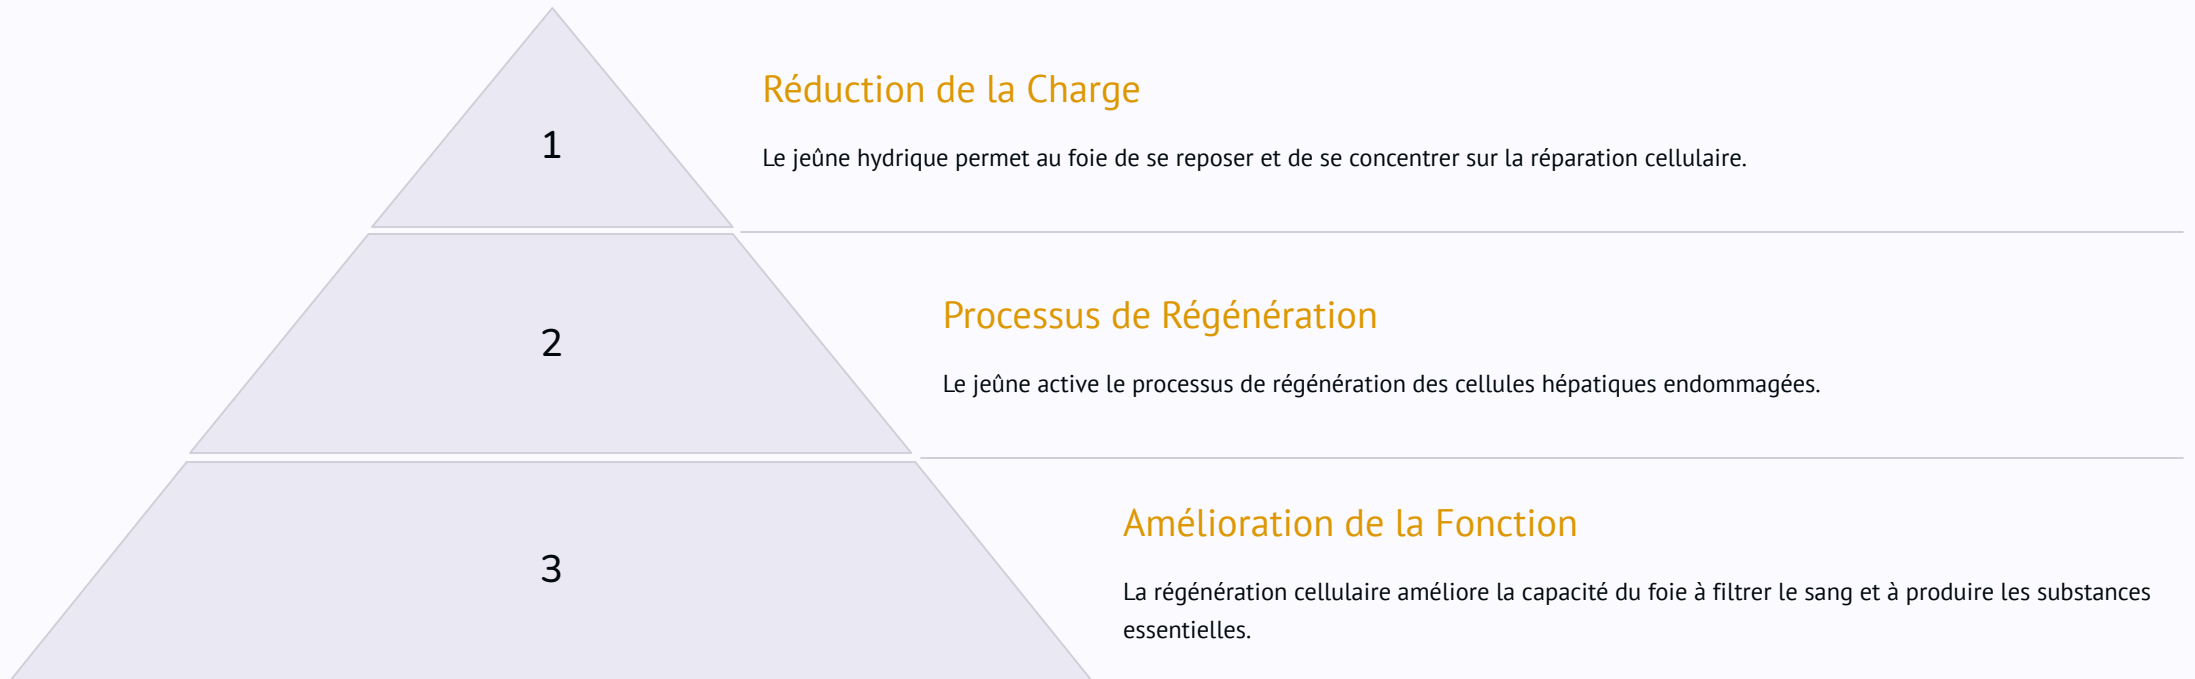 1
Réduction de la Charge
Le jeûne hydrique permet au foie de se reposer et de se concentrer sur la réparation cellulaire.
2
Processus de Régénération
Le jeûne active le processus de régénération des cellules hépatiques endommagées.
3
Amélioration de la Fonction
La régénération cellulaire améliore la capacité du foie à filtrer le sang et à produire les substances
essentielles.